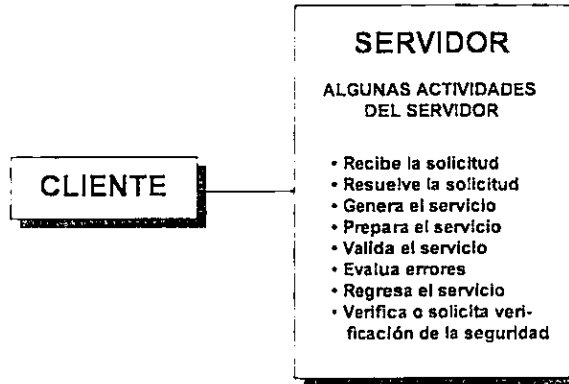 SERVIDOR
ALGUNAS ACTIVIDADES
DEL SERVIDOR
CLIENTE
• Recibe la solicitud
• Resuelve la solicitud
• Genera el servicio
• Prepara el servicio
• Valida el servicio
• Evalua errores
• Regresa el servicio
• Verifica o solicita veri-
ficación de la seguridad